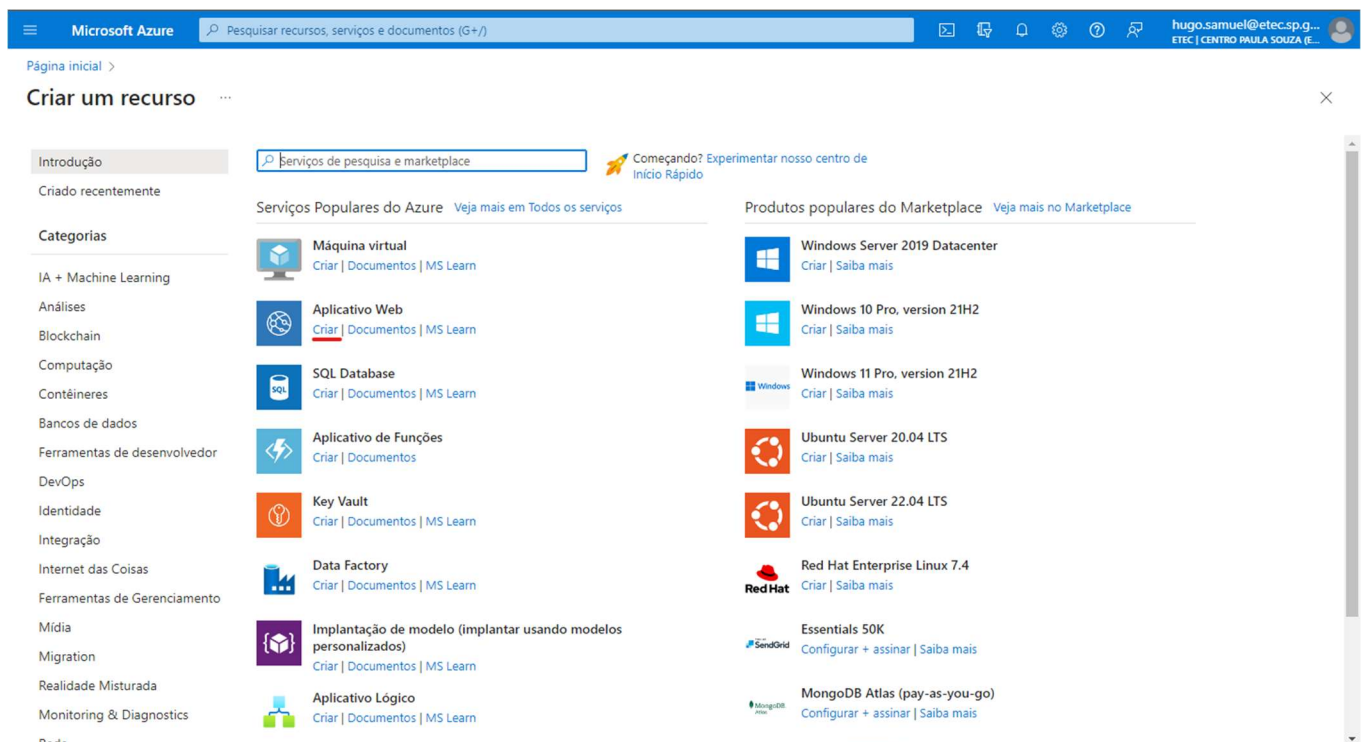 Microsoft Azure
Pesquisar recursos, serviços e documentos (G+/)
hugo.samuel@etec.sp.g...
ETEC | CENTRO PAULA SOUZA (E...
Página inicial >
Criar um recurso ...
Introdução
Criado recentemente
Categorias
IA + Machine Learning
Análises
Blockchain
Computação
Contêineres
Bancos de dados
Ferramentas de desenvolvedor
DevOps
Identidade
Integração
Internet das Coisas
Ferramentas de Gerenciamento
Mídia
Migration
Realidade Misturada
Monitoring & Diagnostics
Serviços de pesquisa e marketplace
Começando? Experimentar nosso centro de
Início Rápido
Serviços Populares do Azure Veja mais em Todos os serviços
Máquina virtual
Criar | Documentos | MS Learn
Aplicativo Web
Criar | Documentos | MS Learn
SQL
SQL Database
Criar | Documentos | MS Learn
Aplicativo de Funções
Criar | Documentos
Key Vault
Criar | Documentos | MS Learn
Data Factory
Criar | Documentos | MS Learn
Implantação de modelo (implantar usando modelos
personalizados)
Criar | Documentos | MS Learn
Aplicativo Lógico
Criar | Documentos | MS Learn
Produtos populares do Marketplace Veja mais no Marketplace
Windows Server 2019 Datacenter
Criar | Saiba mais
Windows 10 Pro, version 21H2
Criar | Saiba mais
Windows
Windows 11 Pro, version 21H2
Criar | Saiba mais
Ubuntu Server 20.04 LTS
Criar | Saiba mais
Ubuntu Server 22.04 LTS
Criar | Saiba mais
Red Hat
Red Hat Enterprise Linux 7.4
Criar | Saiba mais
SendGrid
Essentials 50K
Configurar + assinar | Saiba mais
MongoDB
Atlas
MongoDB Atlas (pay-as-you-go)
Configurar + assinar | Saiba mais